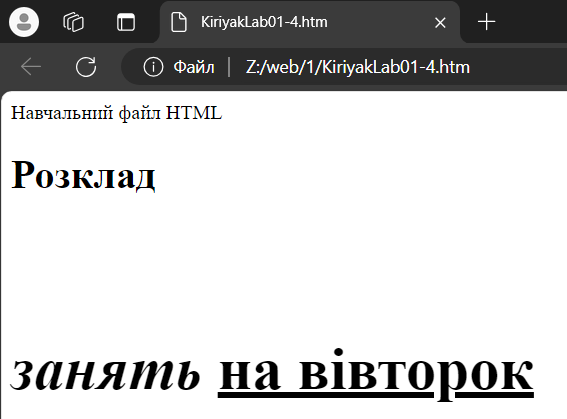 KiriyakLab01-4.htm
Файл | Z:/web/1/KiriyakLab01-4.htm
Навчальний файл HTML
Розклад
занять на вівторок